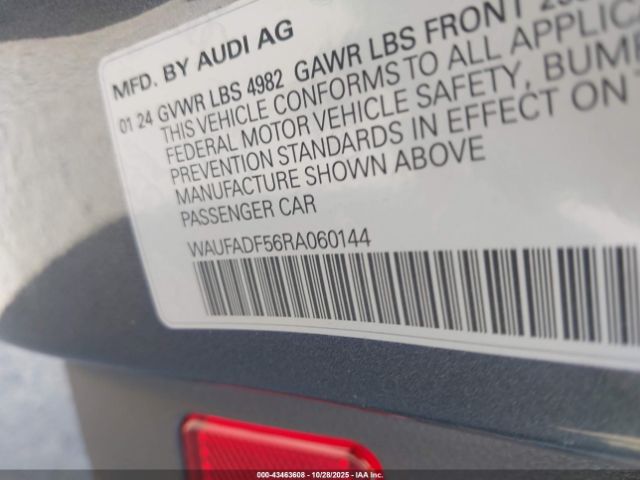 MFD. BY AUDI AG
01 24 GVWR LBS 4982 GAWR LBS FRONT
THIS VEHICLE CONFORMS TO ALL
FEDERAL MOTOR VEHICLE SAFETY,
PREVENTION STANDARDS IN EFFECT ON
MANUFACTURE SHOWN ABOVE
PASSENGER CAR
WAUFADF56RA060144
000-43463608 | 10/28/2025 | IAA, Inc.